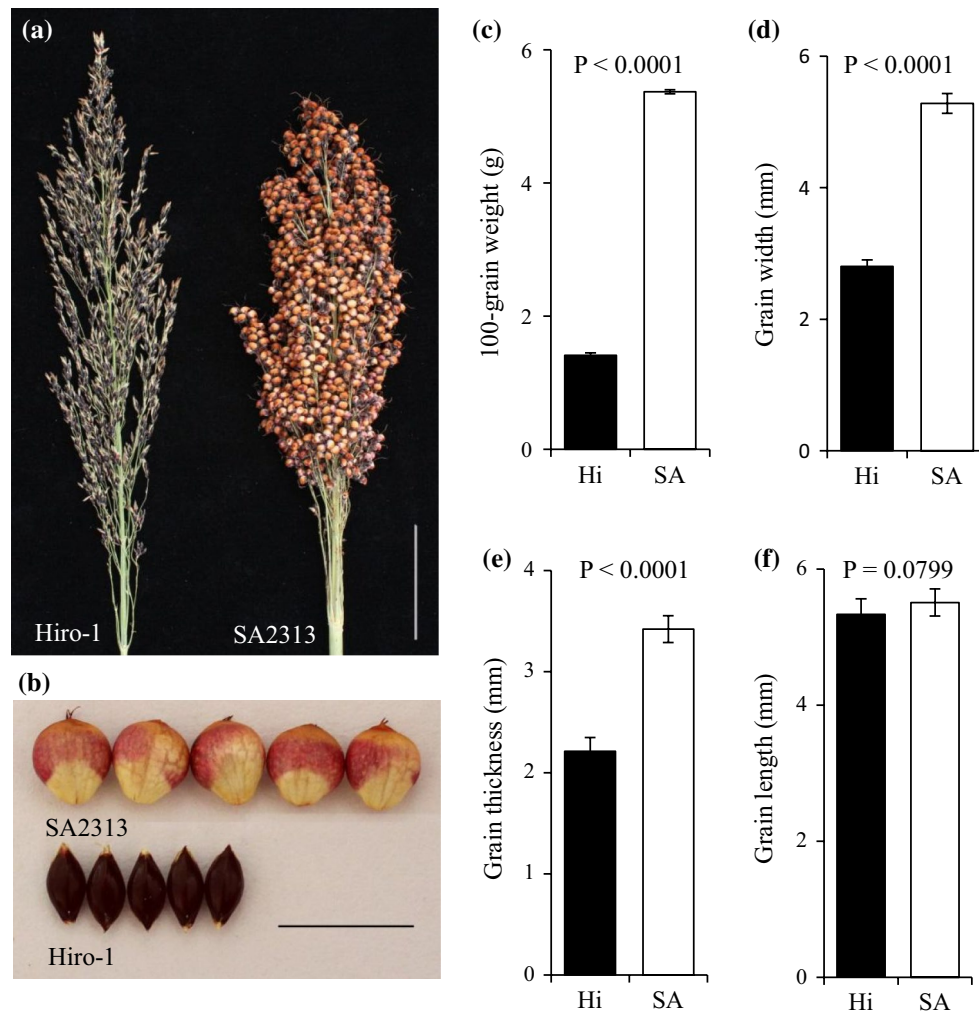 (a)
Hiro-1
SA2313
(b)
SA2313
Hiro-1
(c)
P < 0.0001
100-grain weight (g)
6
4
2
0
Hi
SA
(d)
P < 0.0001
Grain width (mm)
6
4
2
0
Hi
SA
(e)
P < 0.0001
Grain thickness (mm)
4
3
2
1
0
Hi
SA
(f)
P = 0.0799
Grain length (mm)
6
4
2
0
Hi
SA